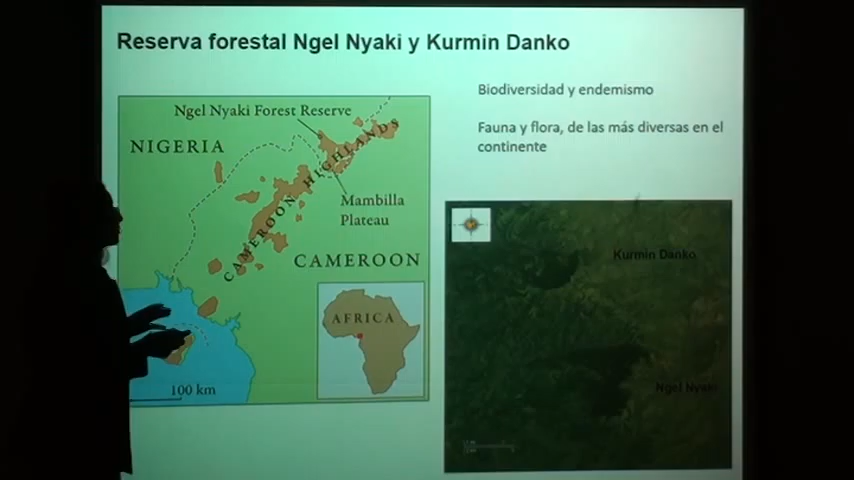 Reserva forestal Ngel Nyaki y Kurmin Danko
Biodiversidad y endemismo
Fauna y flora, de las más diversas en el
continente
Ngel Nyaki Forest Reserve
NIGERIA
CAMEROON HIGHLANDS
Mambilla
Plateau
CAMEROON
AFRICA
100 km
Kurmin Danko
Ngel Nyaki